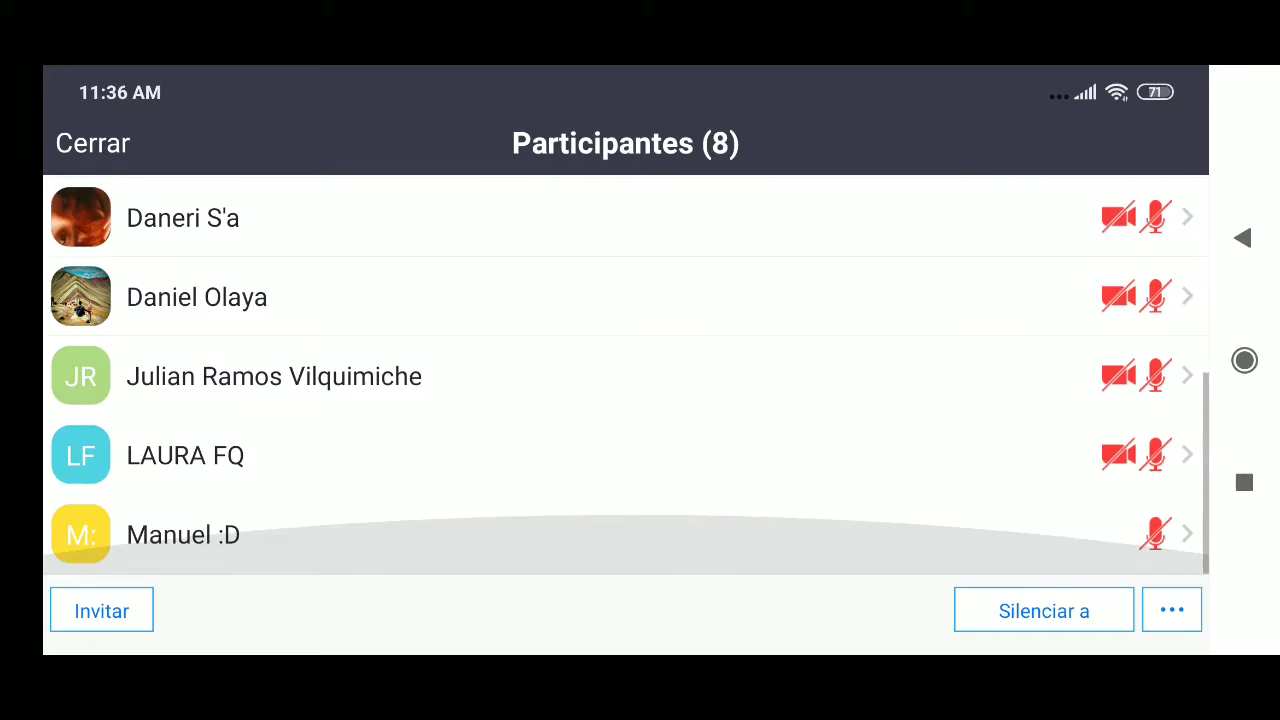 11:36 AM
71
Cerrar
Participantes (8)
Daneri S'a
Daniel Olaya
JR
Julian Ramos Vilquimiche
LF
LAURA FQ
M:
Manuel :D
Invitar
Silenciar a
...